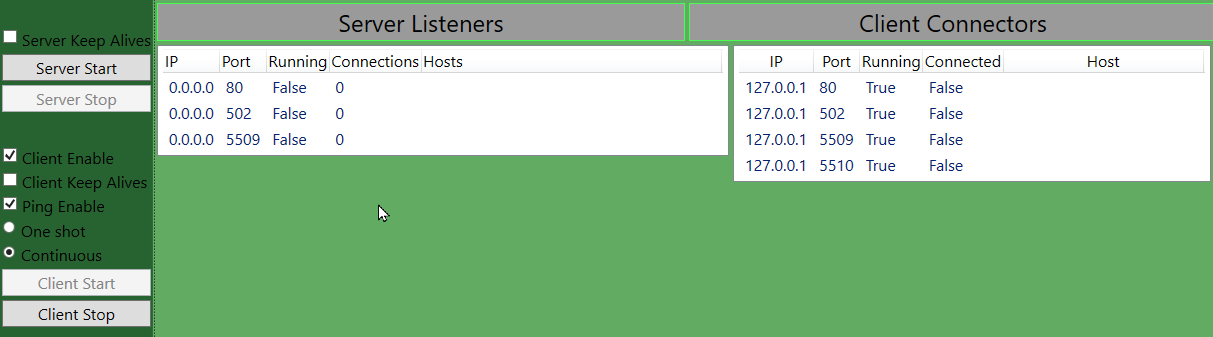 Server Keep Alives
Server Start
Server Stop
Client Enable
Client Keep Alives
Ping Enable
One shot
Continuous
Client Start
Client Stop
Server Listeners
IP Port Running Connections Hosts
0.0.0.0 80 False 0
0.0.0.0 502 False 0
0.0.0.0 5509 False 0
Client Connectors
IP Port Running Connected Host
127.0.0.1 80 True False
127.0.0.1 502 True False
127.0.0.1 5509 True False
127.0.0.1 5510 True False